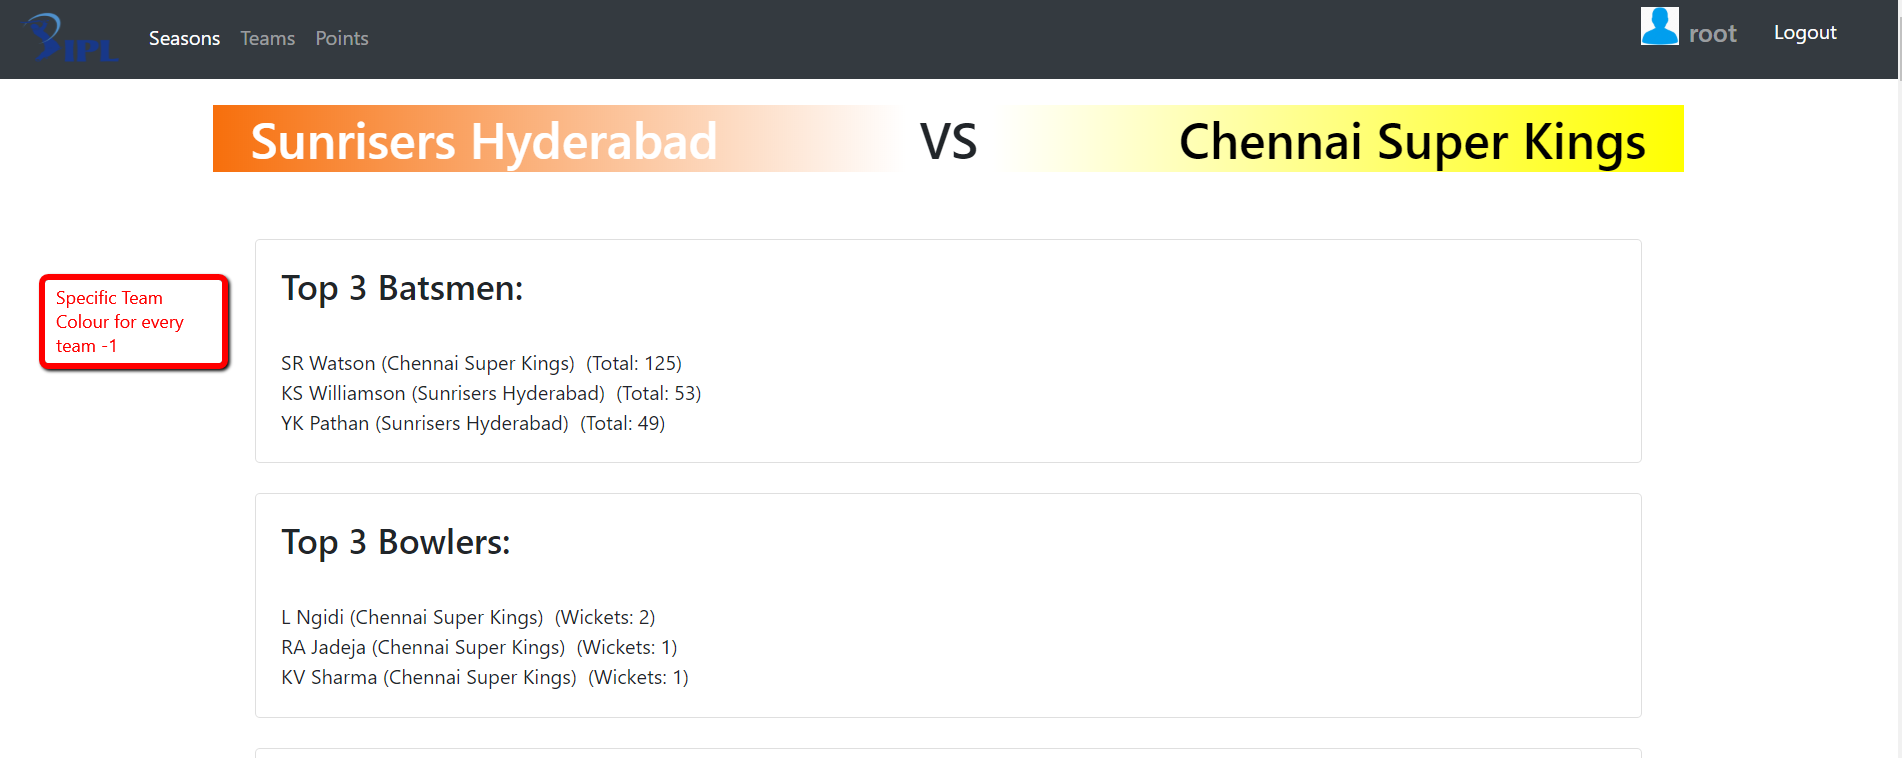 IPL Seasons Teams Points root Logout
Sunrisers Hyderabad VS Chennai Super Kings
Specific Team
Colour for every
team -1
Top 3 Batsmen:
SR Watson (Chennai Super Kings) (Total: 125)
KS Williamson (Sunrisers Hyderabad) (Total: 53)
YK Pathan (Sunrisers Hyderabad) (Total: 49)
Top 3 Bowlers:
L Ngidi (Chennai Super Kings) (Wickets: 2)
RA Jadeja (Chennai Super Kings) (Wickets: 1)
KV Sharma (Chennai Super Kings) (Wickets: 1)